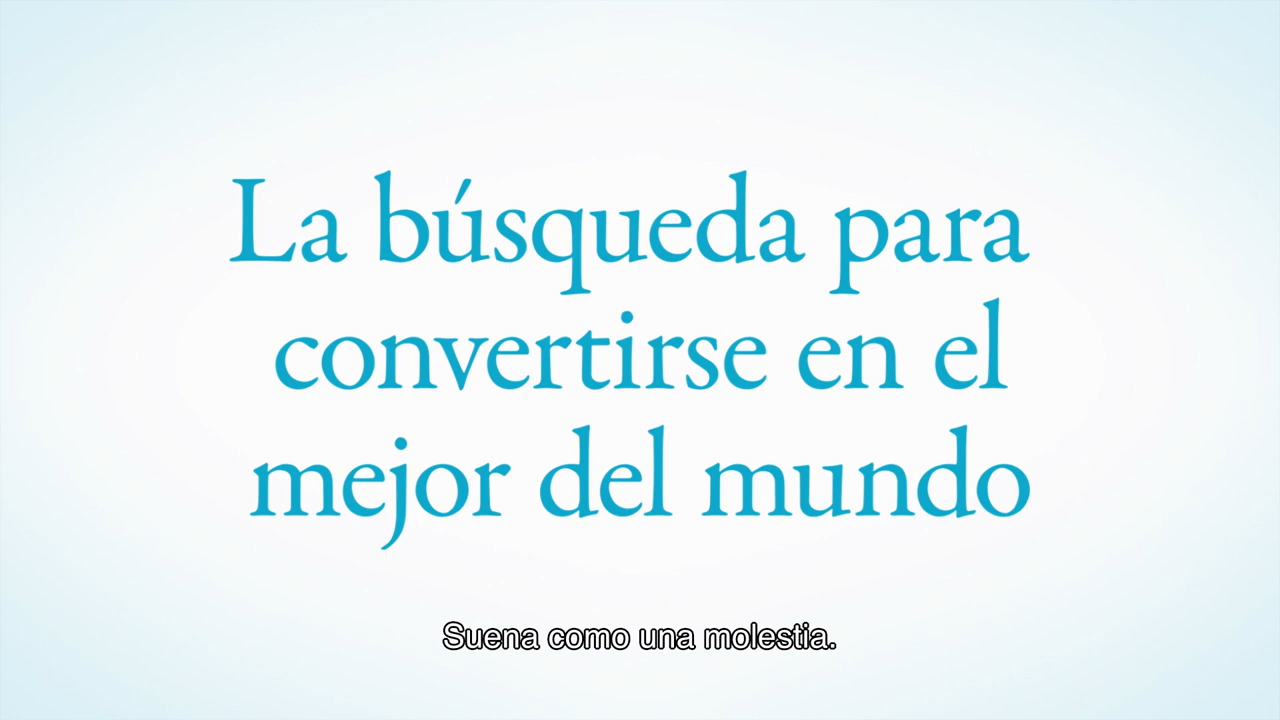 La búsqueda para
convertirse en el
mejor del mundo
Suena como una molestia.